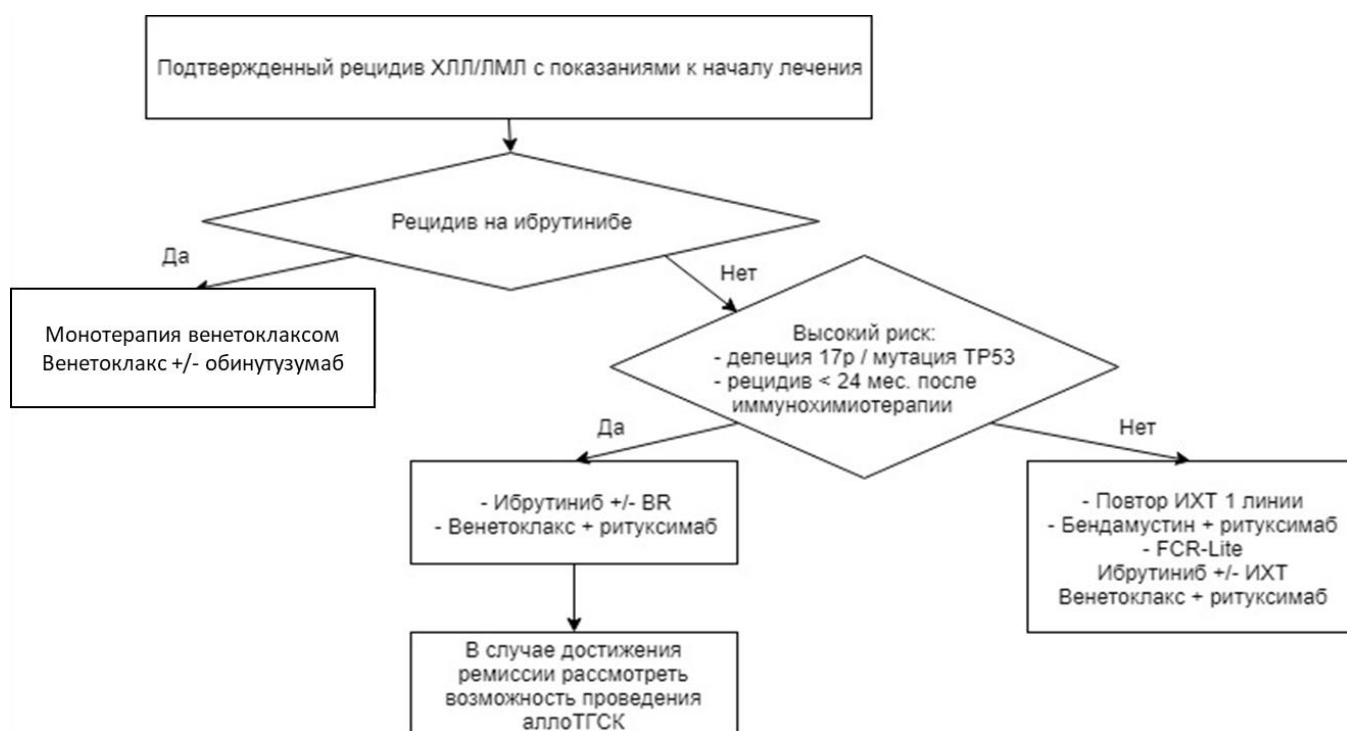 Подтвержденный рецидив ХЛЛ/ЛМЛ с показаниями к началу лечения
Рецидив на ибрутинибе
Да
Нет
Монотерапия венетоклаксом
Венетоклакс +/- обинутузумаб
Высокий риск:
- делеция 17p / мутация TP53
- рецидив < 24 мес. после
иммунохимиотерапии
Да
Нет
- Ибрутиниб +/- BR
- Венетоклакс + ритуксимаб
- Повтор ИХТ 1 линии
- Бендамустин + ритуксимаб
- FCR-Lite
Ибрутиниб +/- ИХТ
Венетоклакс + ритуксимаб
В случае достижения
ремиссии рассмотреть
возможность проведения
аллоТГСК